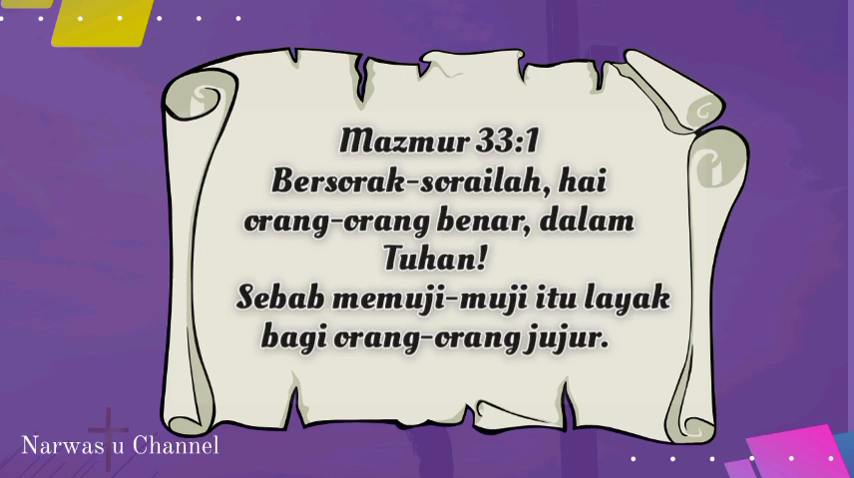 Mazmur 33:1
Bersorak-sorailah, hai
orang-orang benar, dalam
Tuhan!
Sebab memuji-muji itu layak
bagi orang-orang jujur.
Narwas u Channel